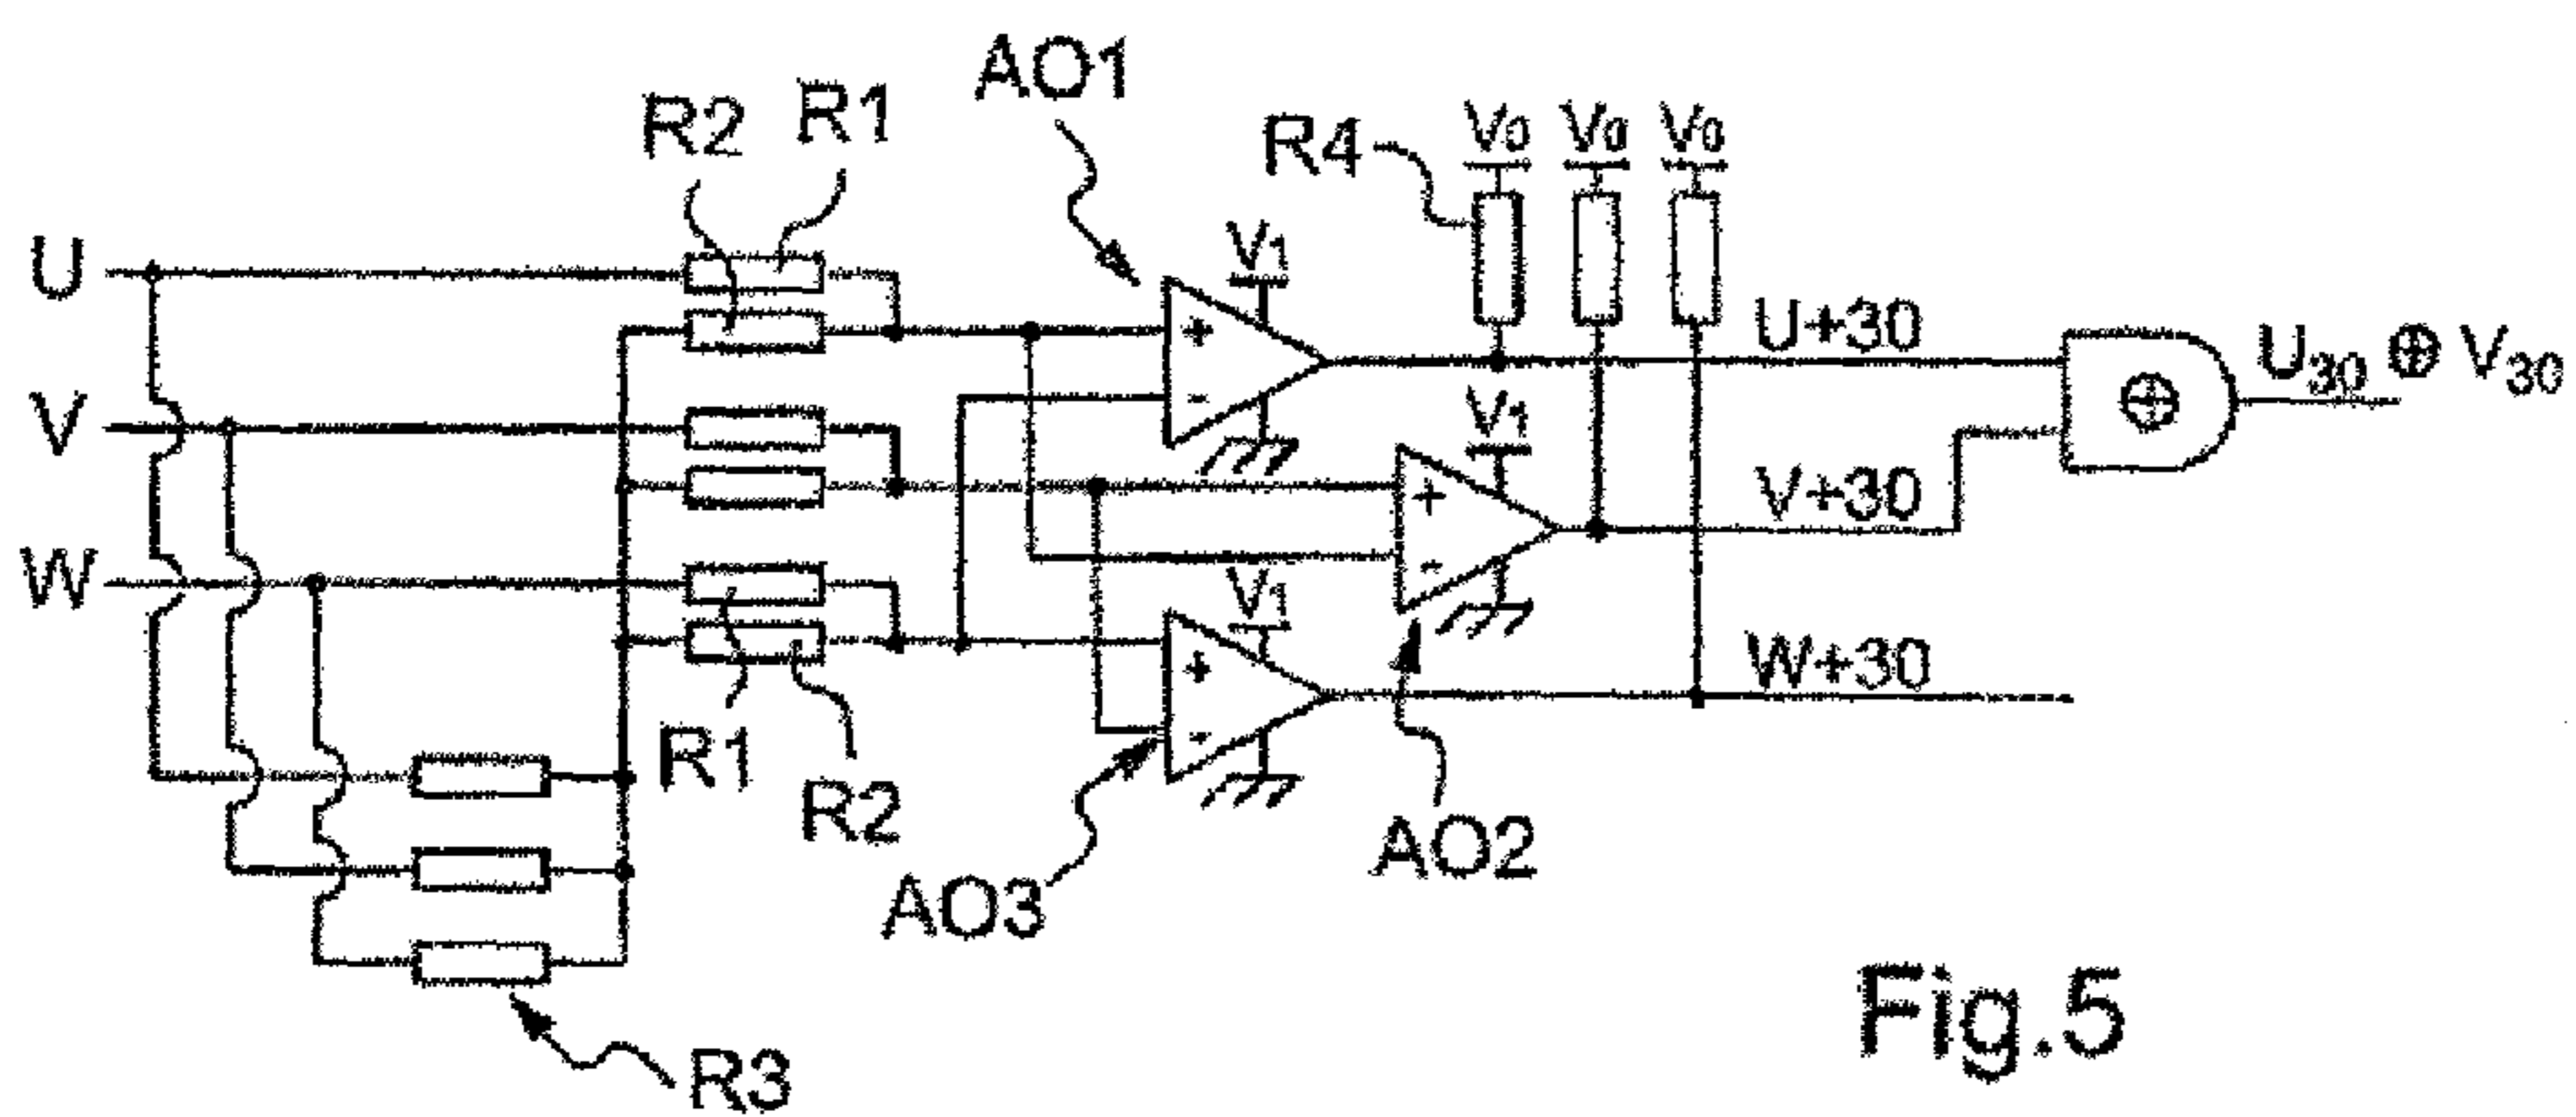 AO1
R2 R1
R4 V0 V0 V0
U
V1
U+30
U30 ⊕ V30
+
-
⊕
V
V1
V+30
+
-
W
V1
W+30
+
-
R1
R2
AO2
AO3
R3
Fig.5